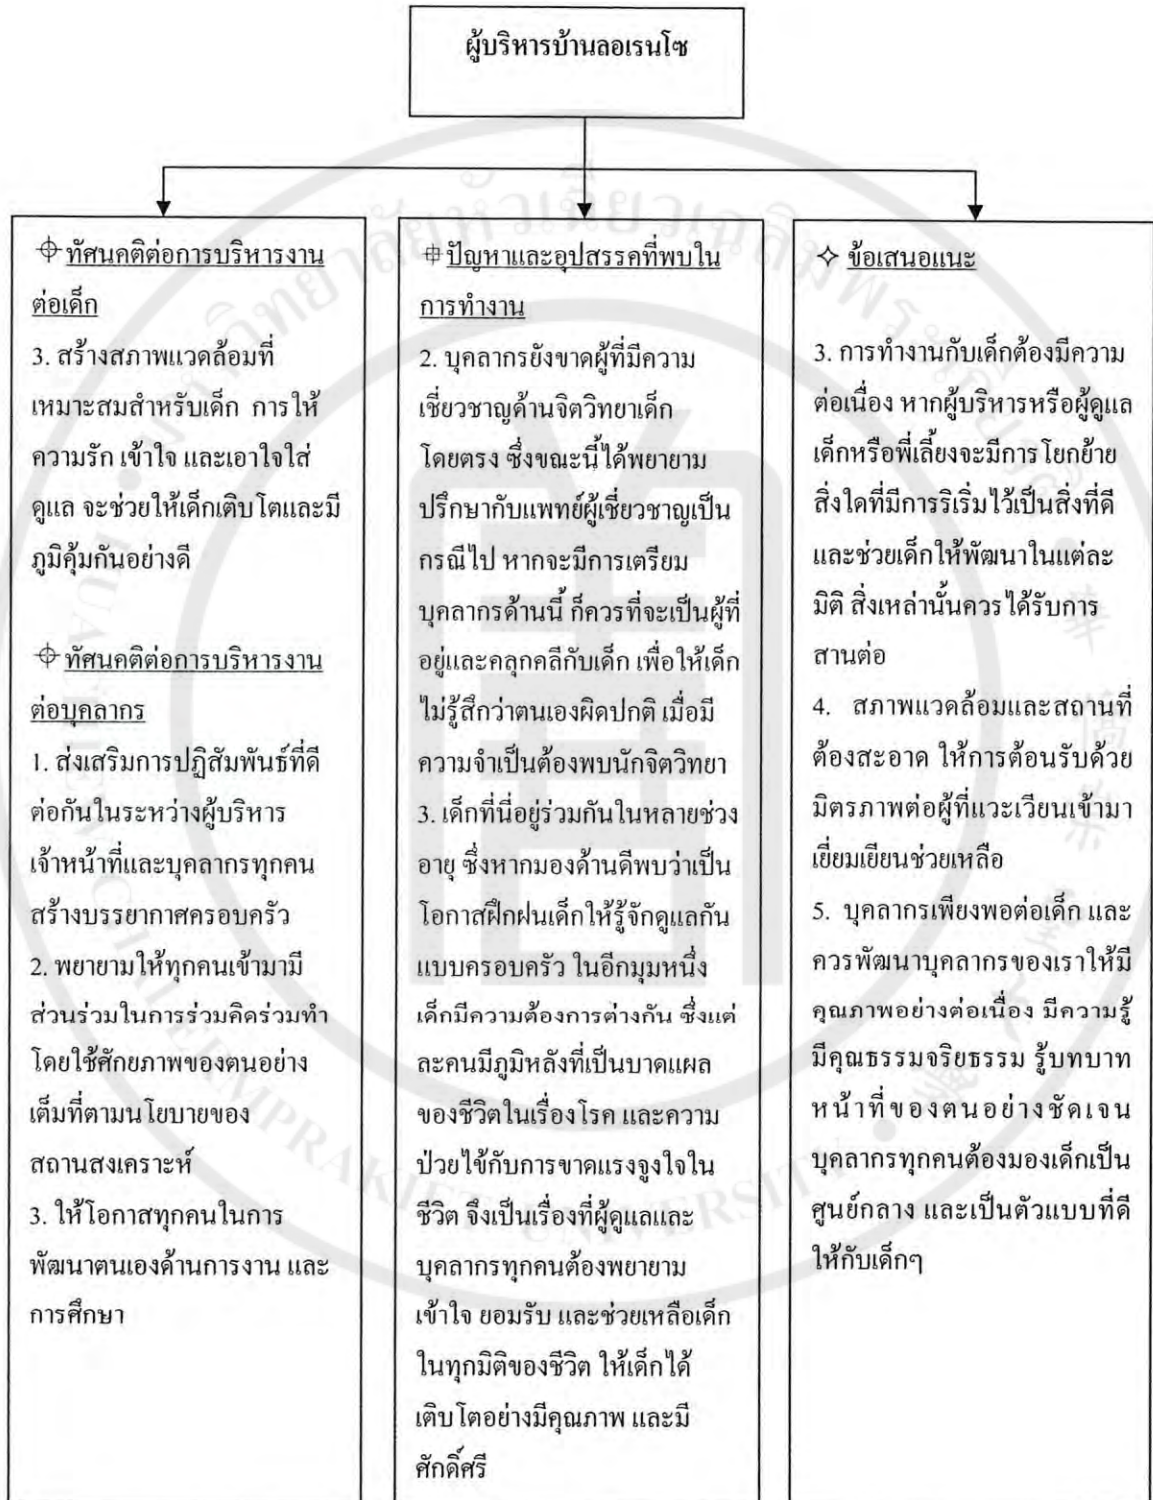 ผู้บริหารบ้านลอเรนโซ
ทัศนคติต่อการบริหารงาน
ต่อเด็ก
3. สร้างสภาพแวดล้อมที่
เหมาะสมสำหรับเด็ก การให้
ความรัก เข้าใจ และเอาใจใส่
ดูแล จะช่วยให้เด็กเติบโตและมี
ภูมิคุ้มกันอย่างดี
ทัศนคติต่อการบริหารงาน
ต่อบุคลากร
1. ส่งเสริมการปฏิสัมพันธ์ที่ดี
ต่อกันในระหว่างผู้บริหาร
เจ้าหน้าที่และบุคลากรทุกคน
สร้างบรรยากาศครอบครัว
2. พยายามให้ทุกคนเข้ามามี
ส่วนร่วมในการร่วมคิดร่วมทำ
โดยใช้ศักยภาพของตนอย่าง
เต็มที่ตามนโยบายของ
สถานสงเคราะห์
3. ให้โอกาสทุกคนในการ
พัฒนาตนเองด้านการงาน และ
การศึกษา
ปัญหาและอุปสรรคที่พบใน
การทำงาน
2. บุคลากรยังขาดผู้ที่มีความ
เชี่ยวชาญด้านจิตวิทยาเด็ก
โดยตรง ซึ่งขณะนี้ได้พยายาม
ปรึกษากับแพทย์ผู้เชี่ยวชาญเป็น
กรณีไป หากจะมีการเตรียม
บุคลากรด้านนี้ ก็ควรที่จะเป็นผู้ที่
อยู่และคลุกคลีกับเด็ก เพื่อให้เด็ก
ไม่รู้สึกว่าตนเองผิดปกติ เมื่อมี
ความจำเป็นต้องพบนักจิตวิทยา
3. เด็กที่นี่อยู่ร่วมกันในหลายช่วง
อายุ ซึ่งหากมองด้านดีพบว่าเป็น
โอกาสฝึกฝนเด็กให้รู้จักดูแลกัน
แบบครอบครัว ในอีกมุมหนึ่ง
เด็กมีความต้องการต่างกัน ซึ่งแต่
ละคนมีภูมิหลังที่เป็นบาดแผล
ของชีวิตในเรื่องโรค และความ
ป่วยไข้กับการขาดแรงจูงใจใน
ชีวิต จึงเป็นเรื่องที่ผู้ดูแลและ
บุคลากรทุกคนต้องพยายาม
เข้าใจ ยอมรับ และช่วยเหลือเด็ก
ในทุกมิติของชีวิต ให้เด็กได้
เติบโตอย่างมีคุณภาพ และมี
ศักดิ์ศรี
ข้อเสนอแนะ
3. การทำงานกับเด็กต้องมีความ
ต่อเนื่อง หากผู้บริหารหรือผู้ดูแล
เด็กหรือพี่เลี้ยงจะมีการโยกย้าย
สิ่งใดที่มีการริเริ่มไว้เป็นสิ่งที่ดี
และช่วยเด็กให้พัฒนาในแต่ละ
มิติ สิ่งเหล่านั้นควรได้รับการ
สานต่อ
4. สภาพแวดล้อมและสถานที่
ต้องสะอาด ให้การต้อนรับด้วย
มิตรภาพต่อผู้ที่แวะเวียนเข้ามา
เยี่ยมเยียนช่วยเหลือ
5. บุคลากรเพียงพอต่อเด็ก และ
ควรพัฒนาบุคลากรของเราให้มี
คุณภาพอย่างต่อเนื่อง มีความรู้
มีคุณธรรมจริยธรรม รู้บทบาท
หน้าที่ของตนอย่างชัดเจน
บุคลากรทุกคนต้องมองเด็กเป็น
ศูนย์กลาง และเป็นตัวแบบที่ดี
ให้กับเด็กๆ